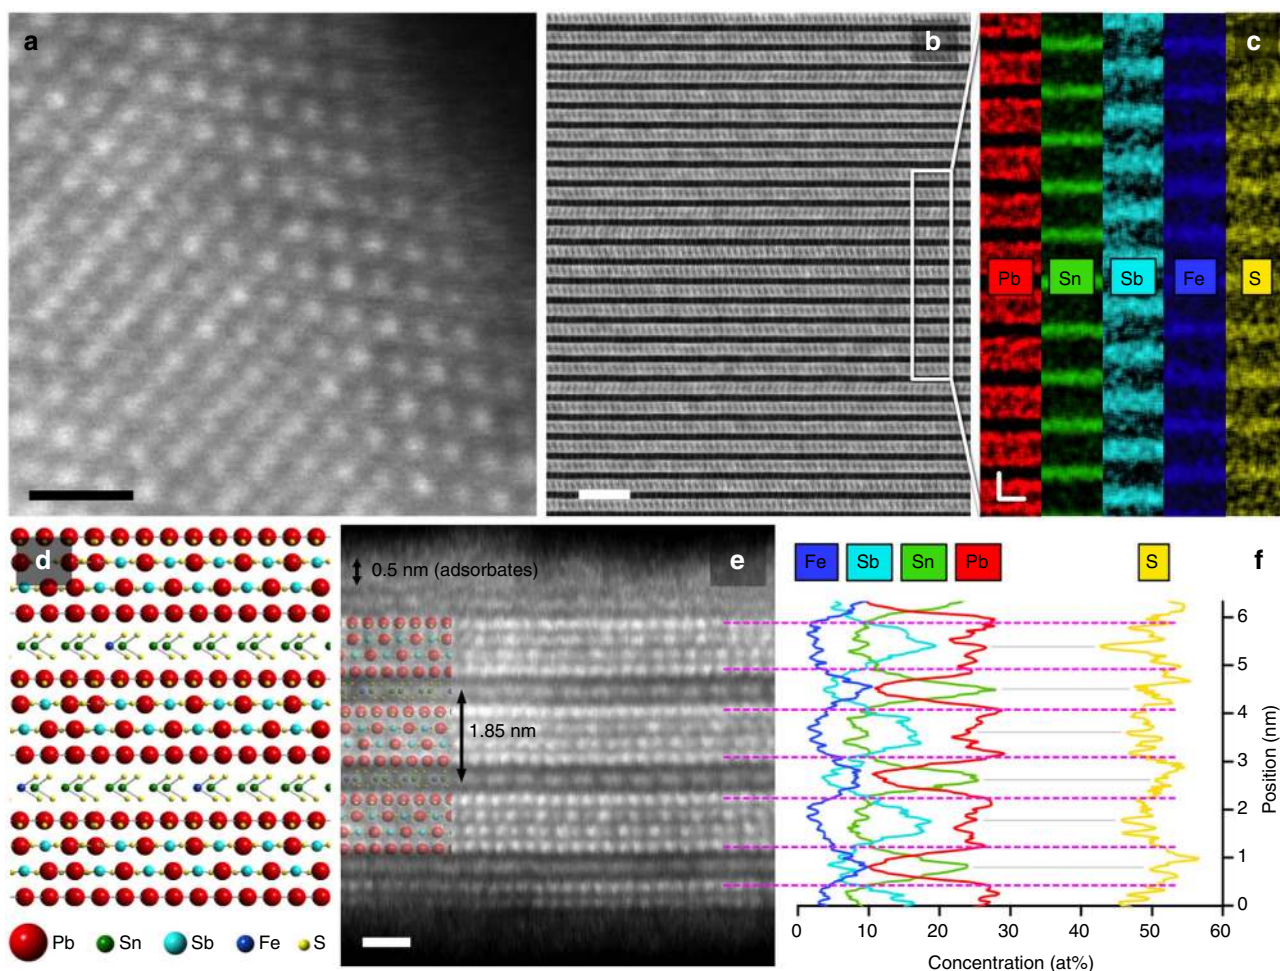 a
b
c
Pb Sn Sb Fe S
d
0.5 nm (adsorbates)
e
1.85 nm
Pb Sn Sb Fe S
Fe Sb Sn Pb S
f
6
5
4
3
2
1
0
Position (nm)
0 10 20 30 40 50 60
Concentration (at%)